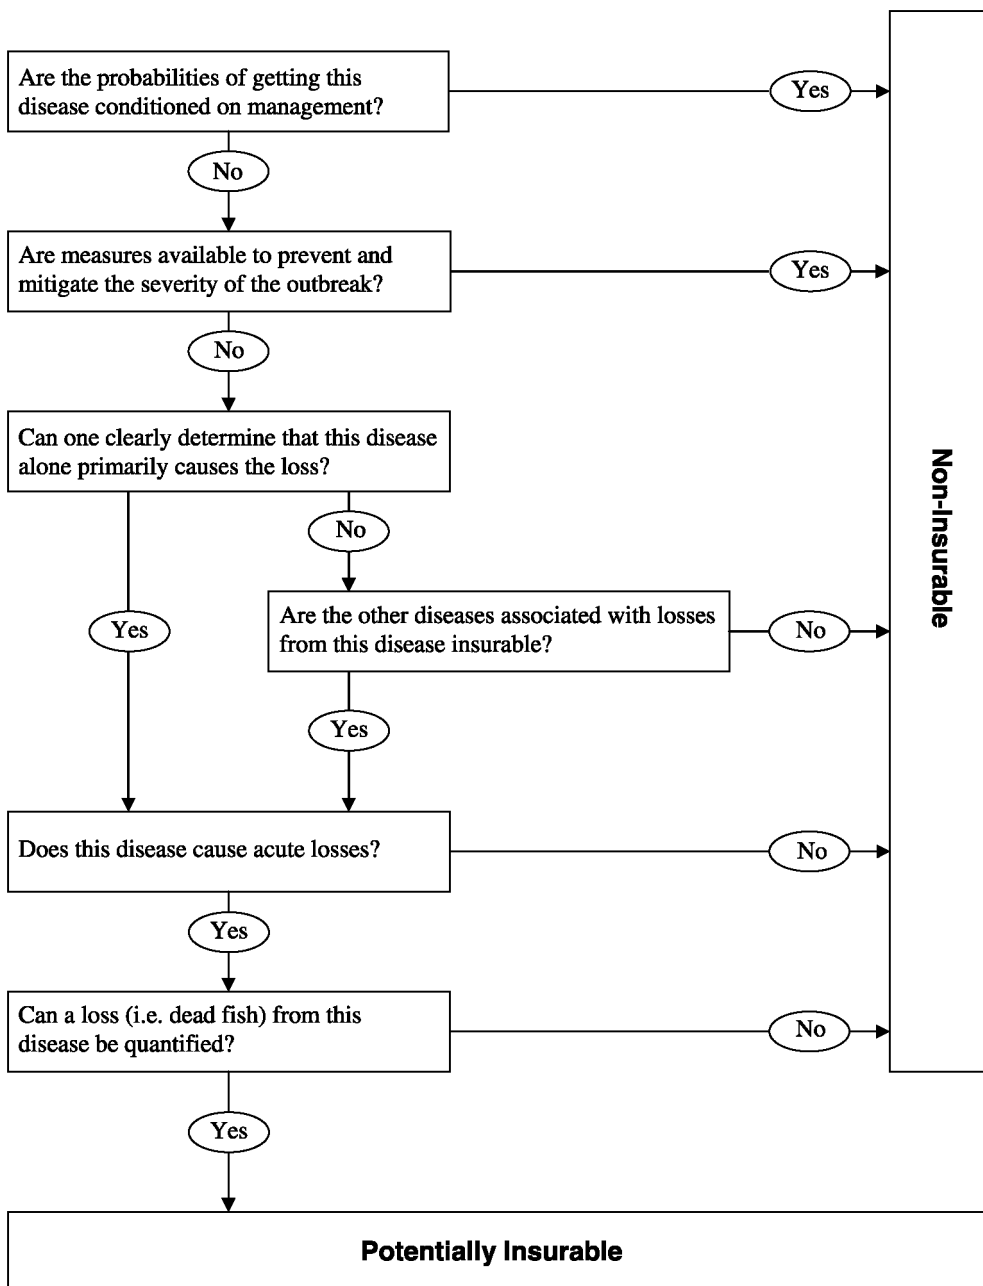 Are the probabilities of getting this
disease conditioned on management?
Yes
No
Are measures available to prevent and
mitigate the severity of the outbreak?
Yes
No
Can one clearly determine that this disease
alone primarily causes the loss?
No
Are the other diseases associated with losses
from this disease insurable?
Yes
No
Yes
Does this disease cause acute losses?
No
Yes
Can a loss (i.e. dead fish) from this
disease be quantified?
No
Yes
Non-Insurable
Potentially Insurable